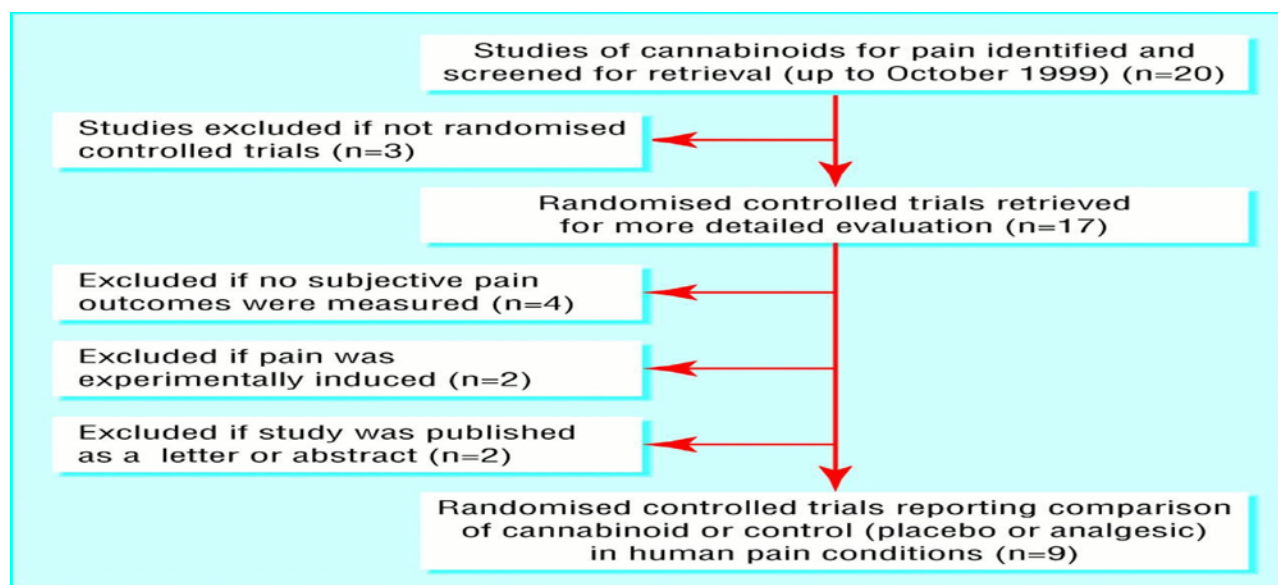 Studies of cannabinoids for pain identified and
screened for retrieval (up to October 1999) (n=20)
Studies excluded if not randomised
controlled trials (n=3)
Randomised controlled trials retrieved
for more detailed evaluation (n=17)
Excluded if no subjective pain
outcomes were measured (n=4)
Excluded if pain was
experimentally induced (n=2)
Excluded if study was published
as a letter or abstract (n=2)
Randomised controlled trials reporting comparison
of cannabinoid or control (placebo or analgesic)
in human pain conditions (n=9)